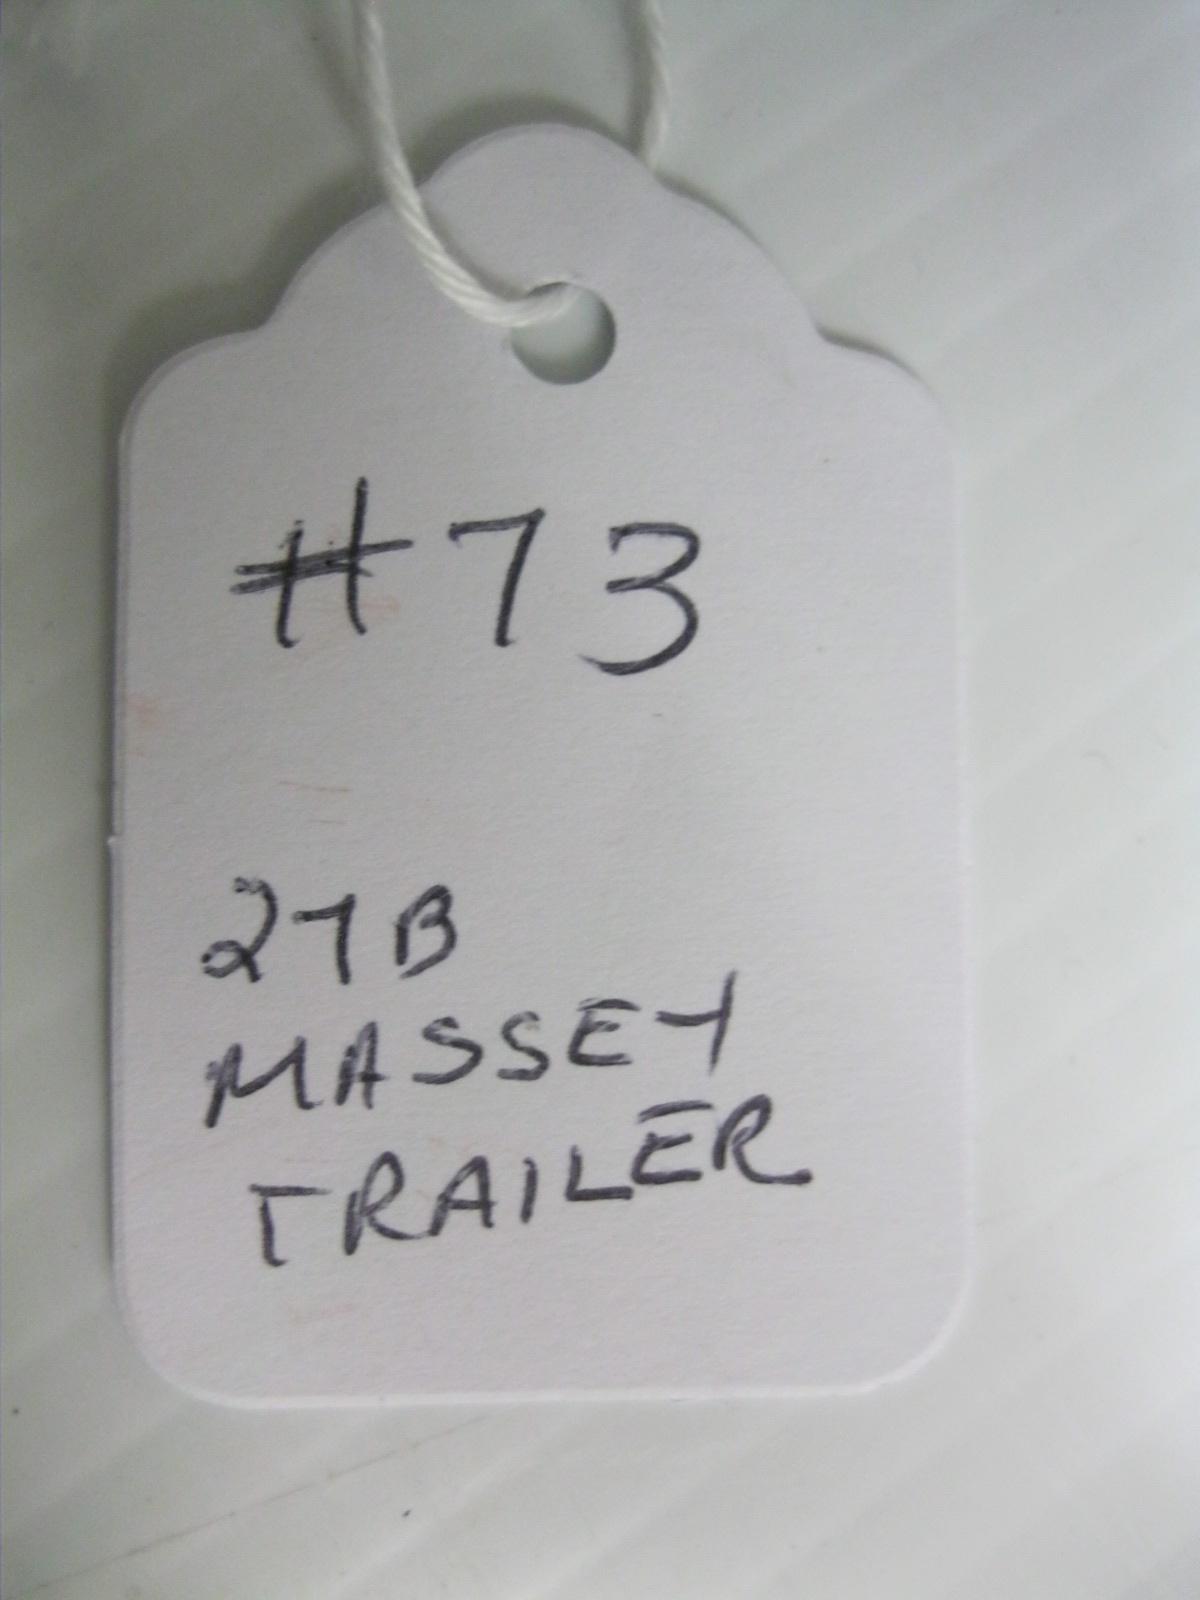 #73
27B
MASSEY
TRAILER